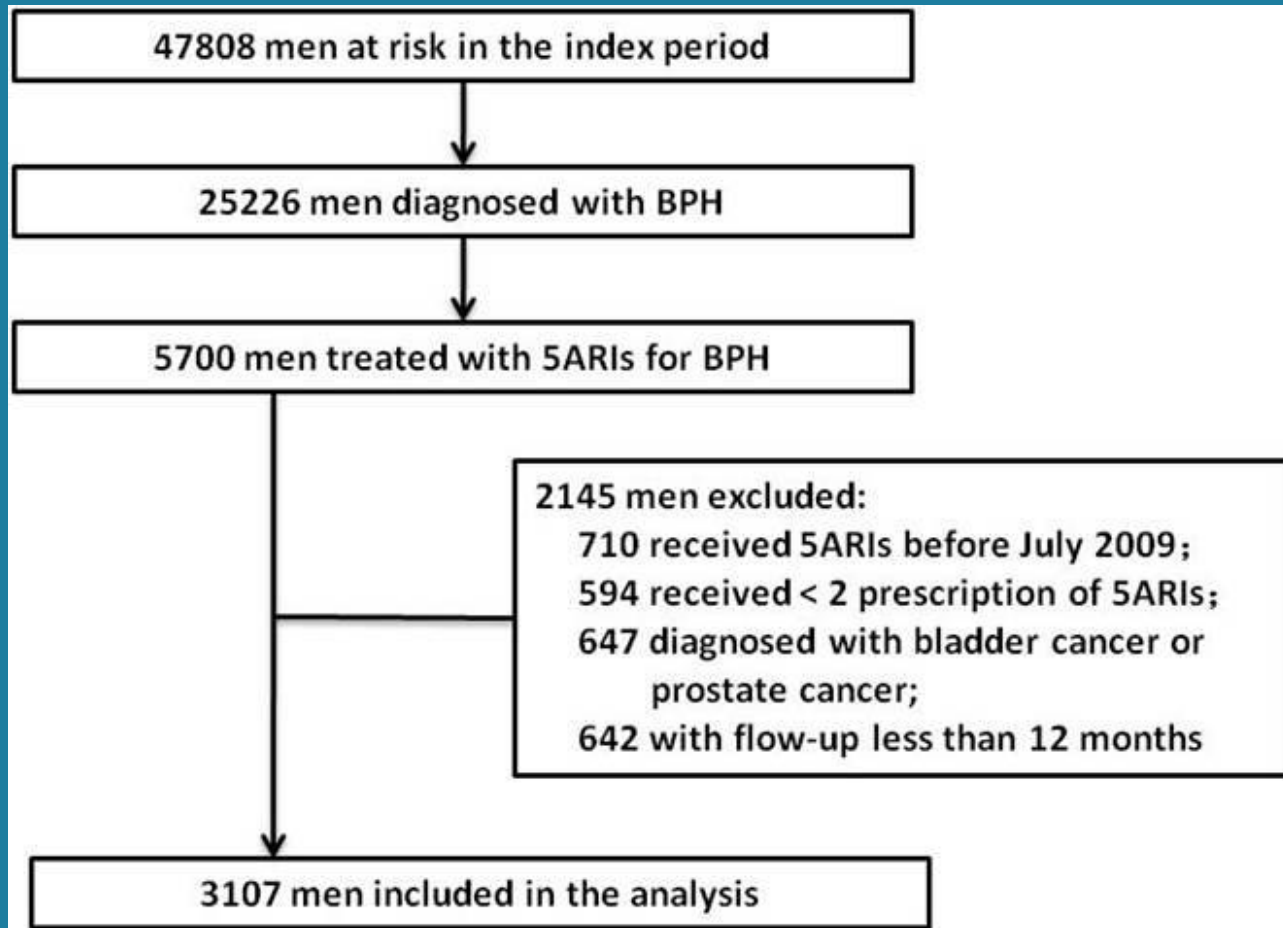 47808 men at risk in the index period
25226 men diagnosed with BPH
5700 men treated with 5ARIs for BPH
2145 men excluded:
710 received 5ARIs before July 2009；
594 received < 2 prescription of 5ARIs；
647 diagnosed with bladder cancer or
prostate cancer;
642 with flow-up less than 12 months
3107 men included in the analysis